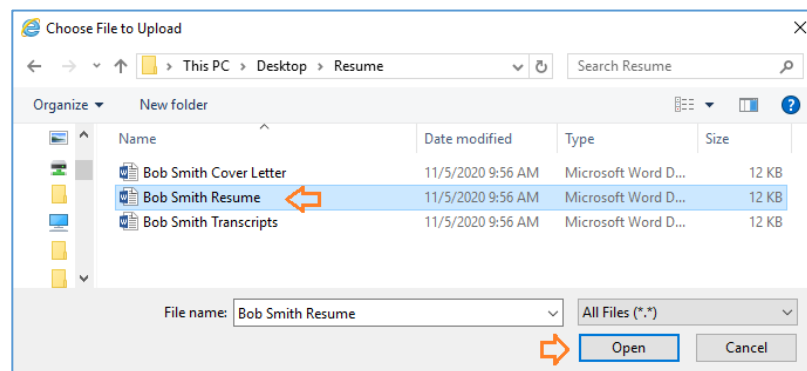 Choose File to Upload
This PC > Desktop > Resume
Search Resume
Organize
New folder
Name Date modified Type Size
Bob Smith Cover Letter 11/5/2020 9:56 AM Microsoft Word D... 12 KB
Bob Smith Resume 11/5/2020 9:56 AM Microsoft Word D... 12 KB
Bob Smith Transcripts 11/5/2020 9:56 AM Microsoft Word D... 12 KB
File name: Bob Smith Resume All Files (*.*)
Open Cancel